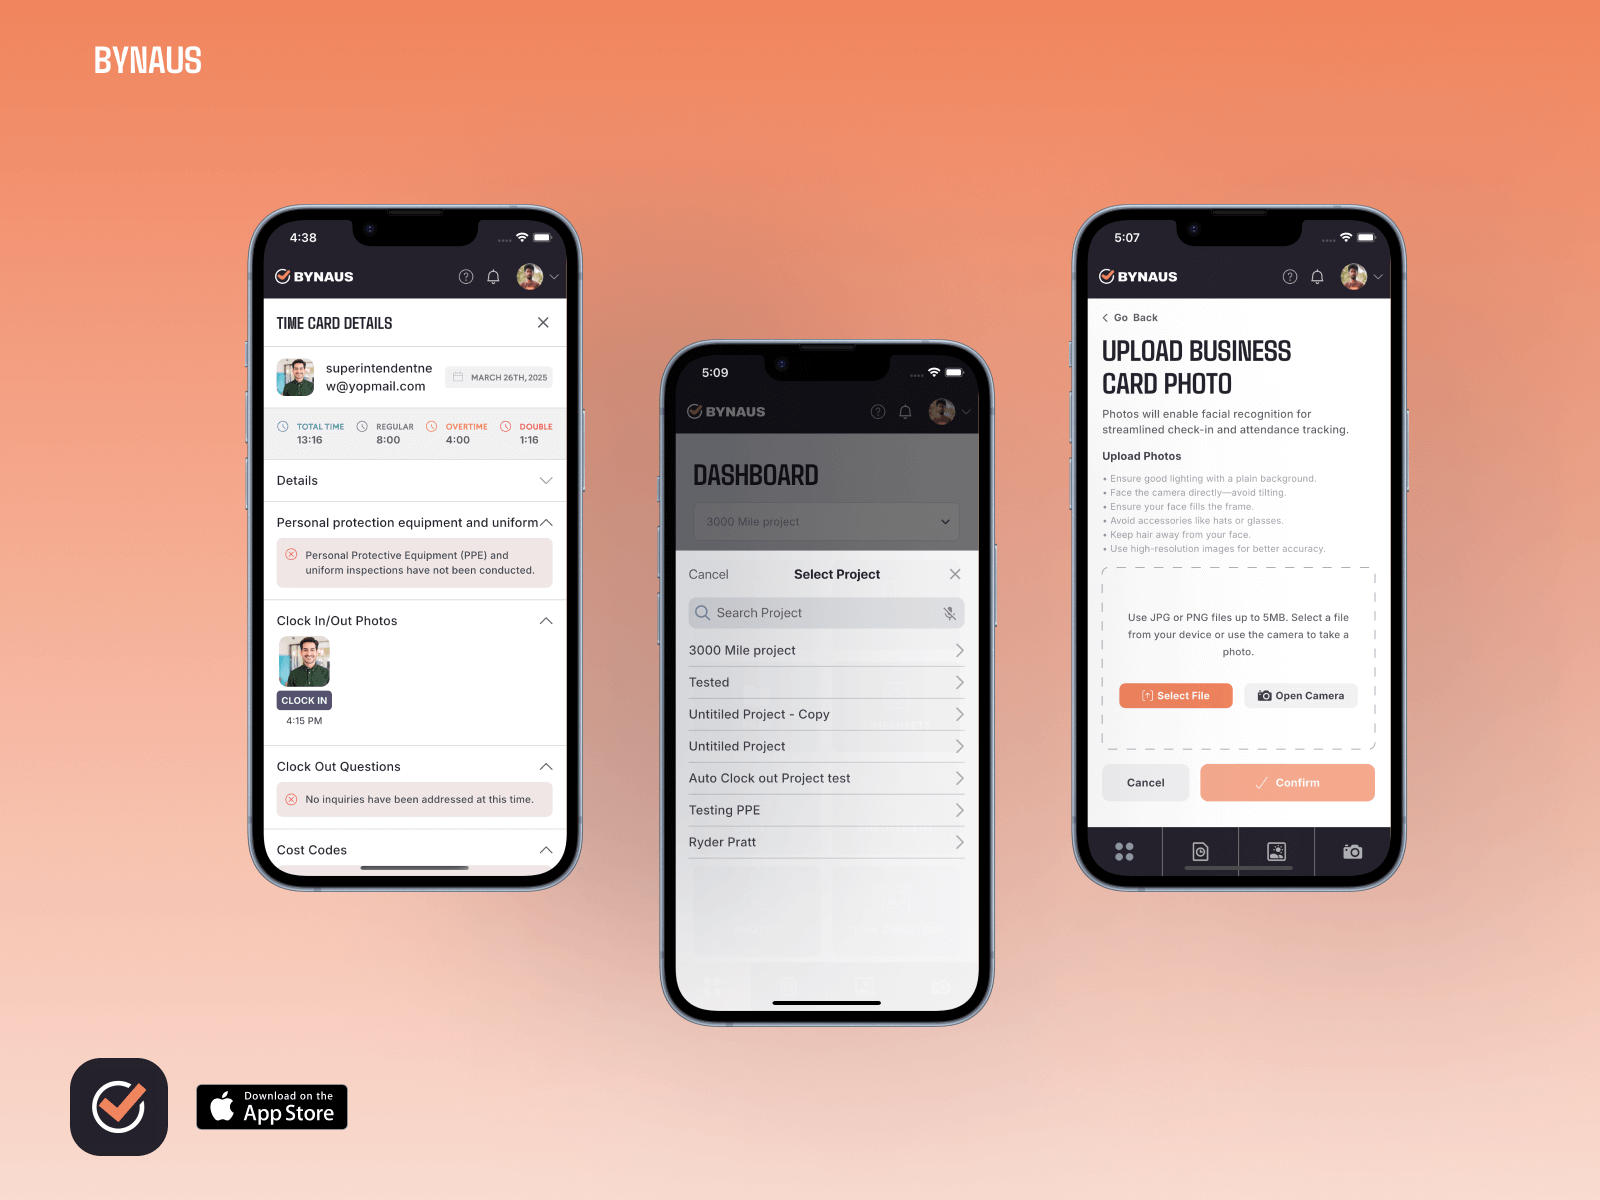 BYNAUS
4:38
BYNAUS
TIME CARD DETAILS
superintendentne
w@yopmail.com
MARCH 26TH, 2025
TOTAL TIME
13:16
REGULAR
8:00
OVERTIME
4:00
DOUBLE
1:16
Details
Personal protection equipment and uniform
Personal Protective Equipment (PPE) and
uniform inspections have not been conducted.
Clock In/Out Photos
CLOCK IN
4:15 PM
Clock Out Questions
No inquiries have been addressed at this time.
Cost Codes
5:09
BYNAUS
DASHBOARD
3000 Mile project
Cancel
Select Project
Search Project
3000 Mile project
Tested
Untitiled Project - Copy
Untitiled Project
Auto Clock out Project test
Testing PPE
Ryder Pratt
5:07
BYNAUS
Go Back
UPLOAD BUSINESS
CARD PHOTO
Photos will enable facial recognition for
streamlined check-in and attendance tracking.
Upload Photos
• Ensure good lighting with a plain background.
• Face the camera directly—avoid tilting.
• Ensure your face fills the frame.
• Avoid accessories like hats or glasses.
• Keep hair away from your face.
• Use high-resolution images for better accuracy.
Use JPG or PNG files up to 5MB. Select a file
from your device or use the camera to take a
photo.
Select File
Open Camera
Cancel
Confirm
Download on the
App Store